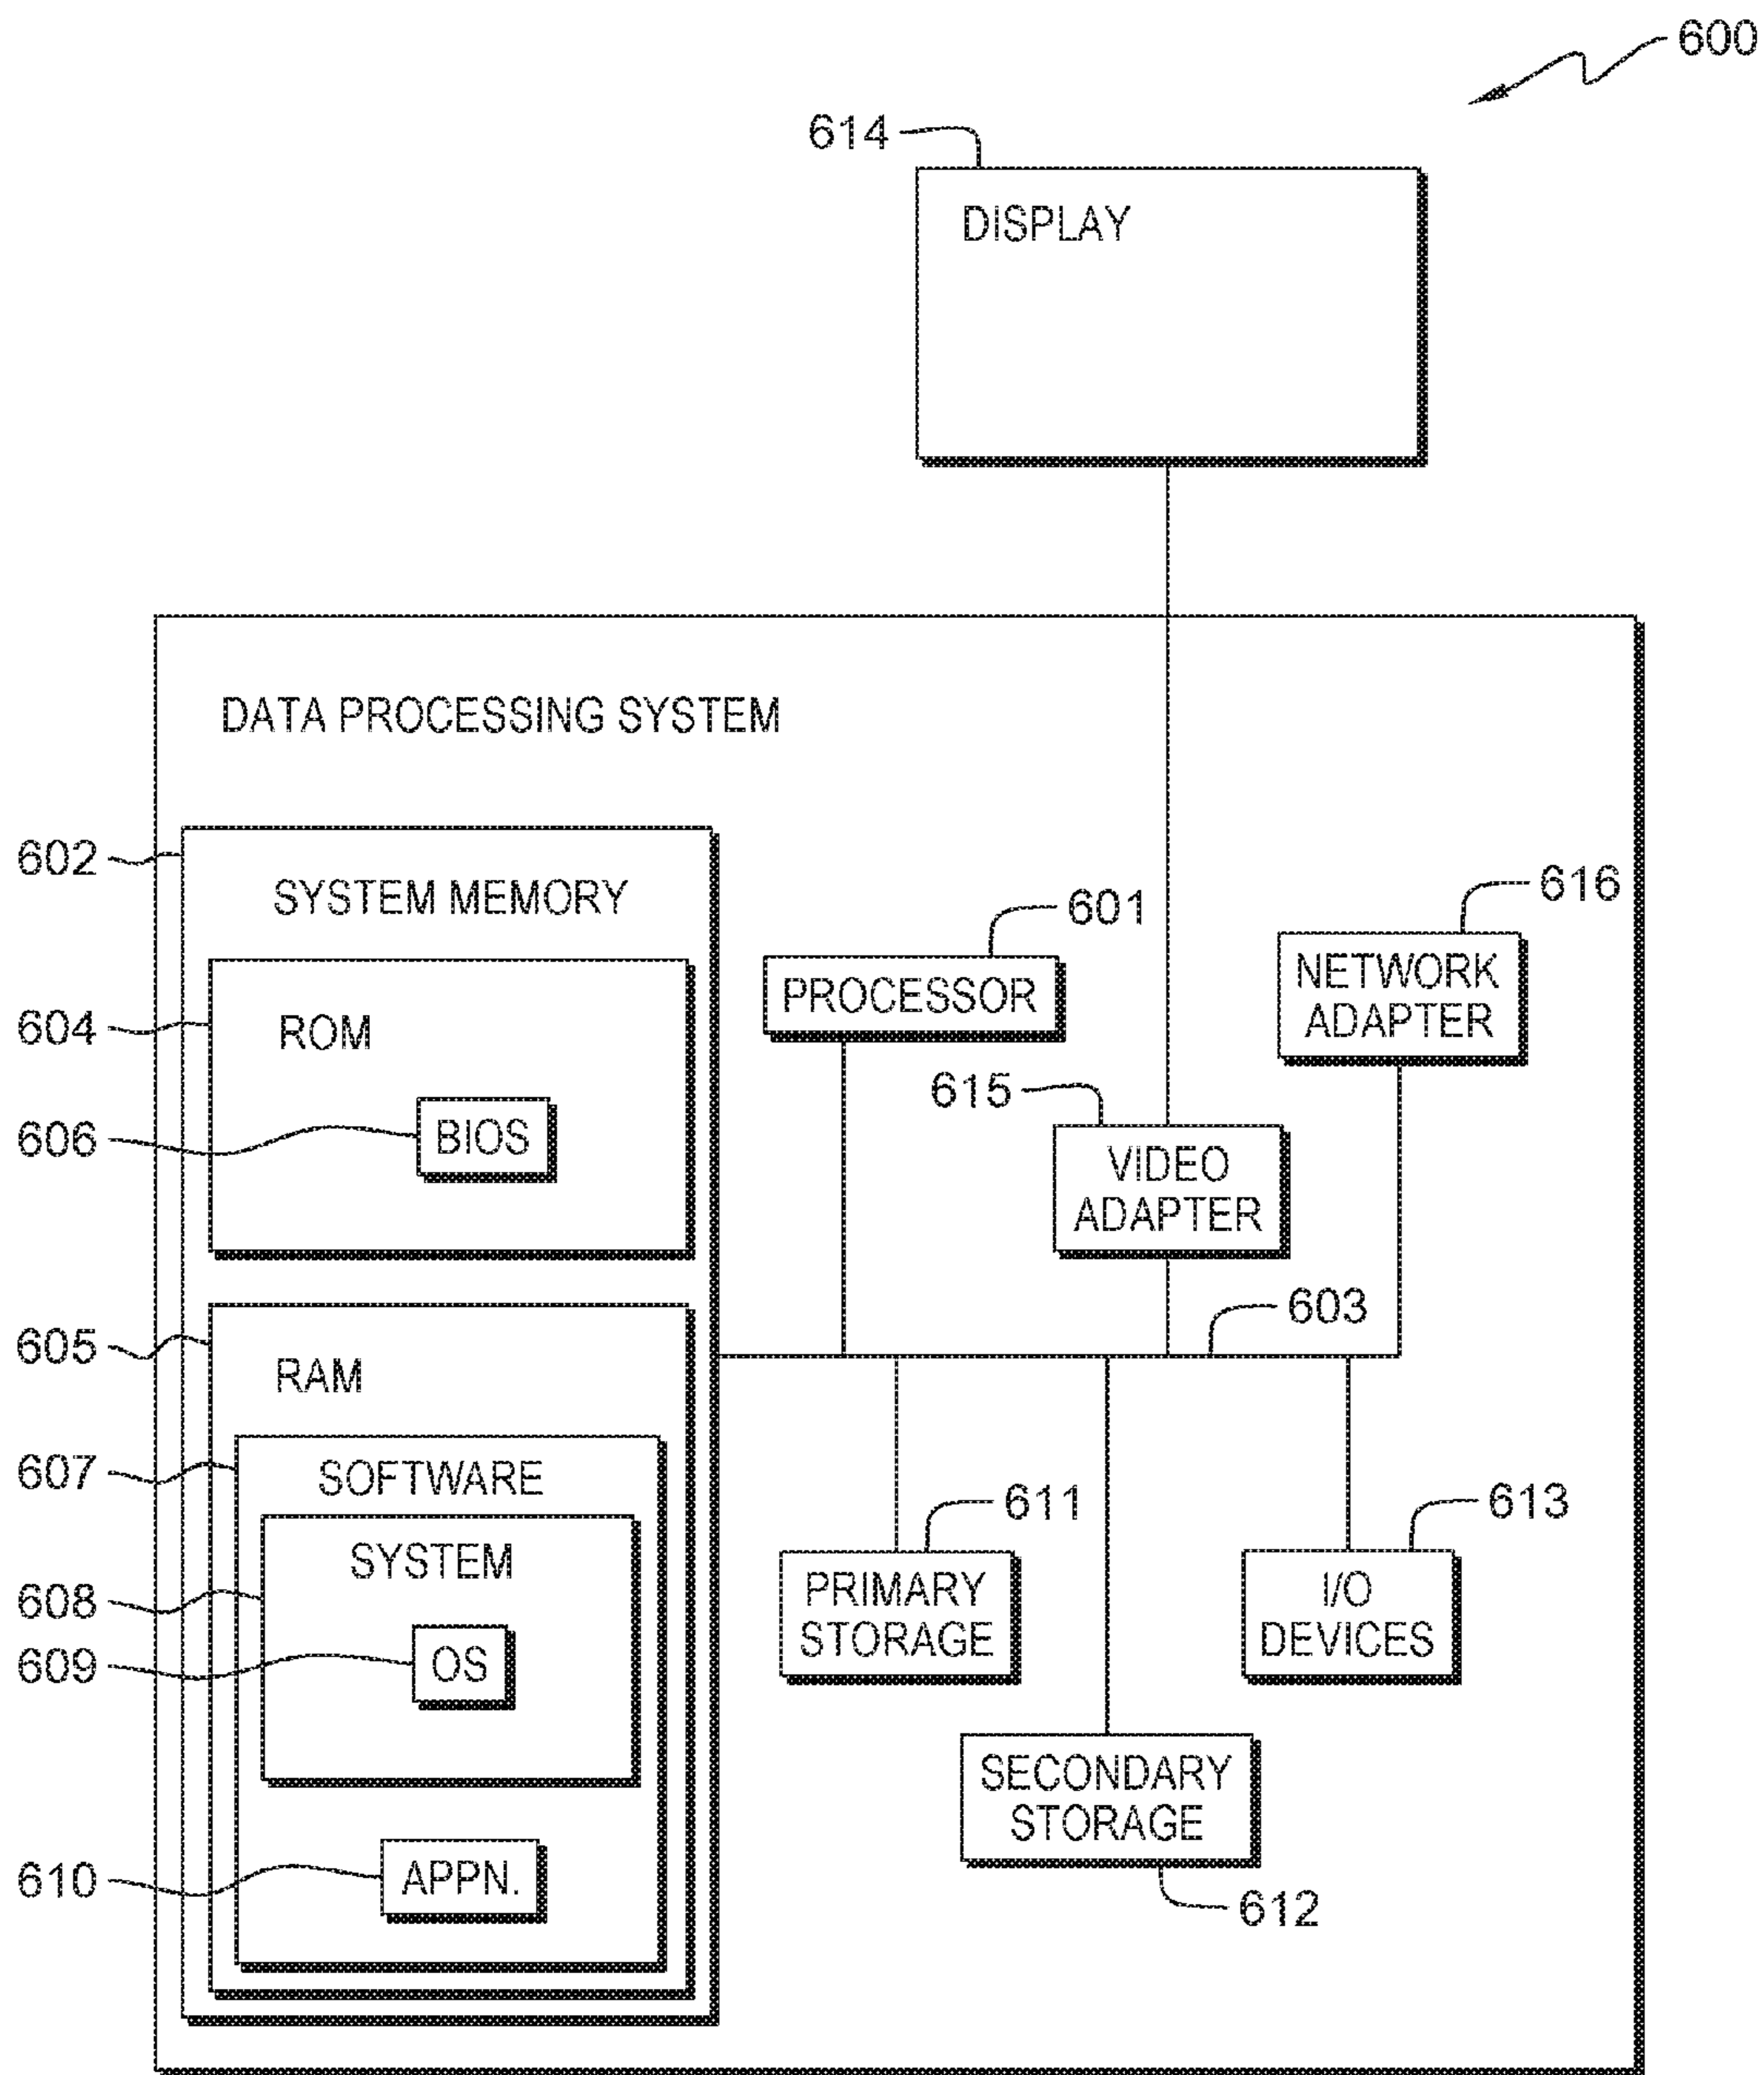 600
614
DISPLAY
DATA PROCESSING SYSTEM
602
SYSTEM MEMORY
604
ROM
606
BIOS
605
RAM
607
SOFTWARE
608
SYSTEM
609
OS
610
APPN.
601
PROCESSOR
616
NETWORK
ADAPTER
615
VIDEO
ADAPTER
603
611
PRIMARY
STORAGE
613
I/O
DEVICES
SECONDARY
STORAGE
612